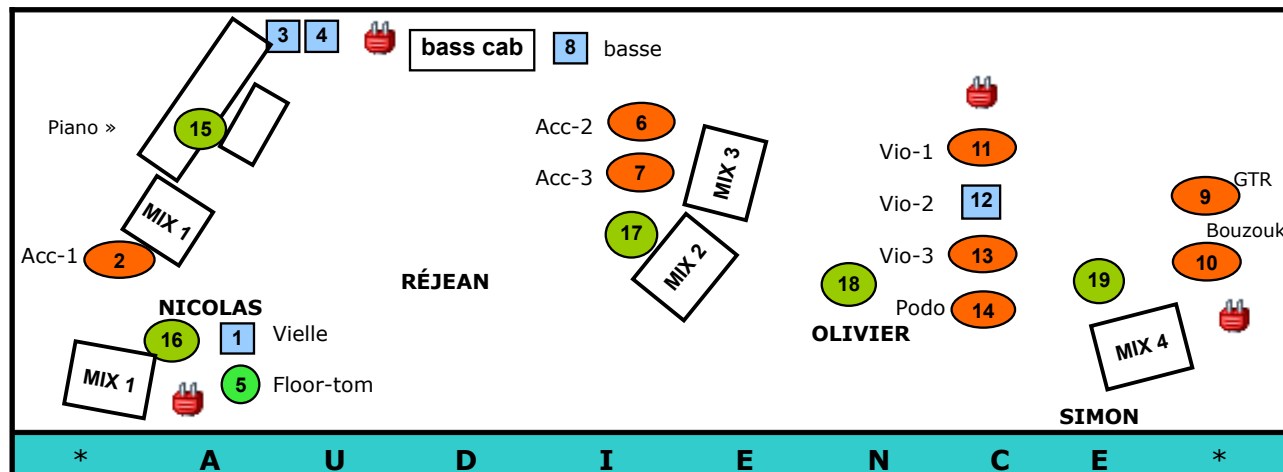 3 4 bass cab 8 basse
Piano » 15 Acc-2 6
Acc-3 7 MIX 3 Vio-1 11
MIX 1 Vio-2 12 9 GTR
Acc-1 2 17 MIX 2 Vio-3 13 Bouzouk 10
RÉJEAN 18 19
NICOLAS Podo 14
16 1 Vielle OLIVIER MIX 4
MIX 1 5 Floor-tom
SIMON
* A U D I E N C E *